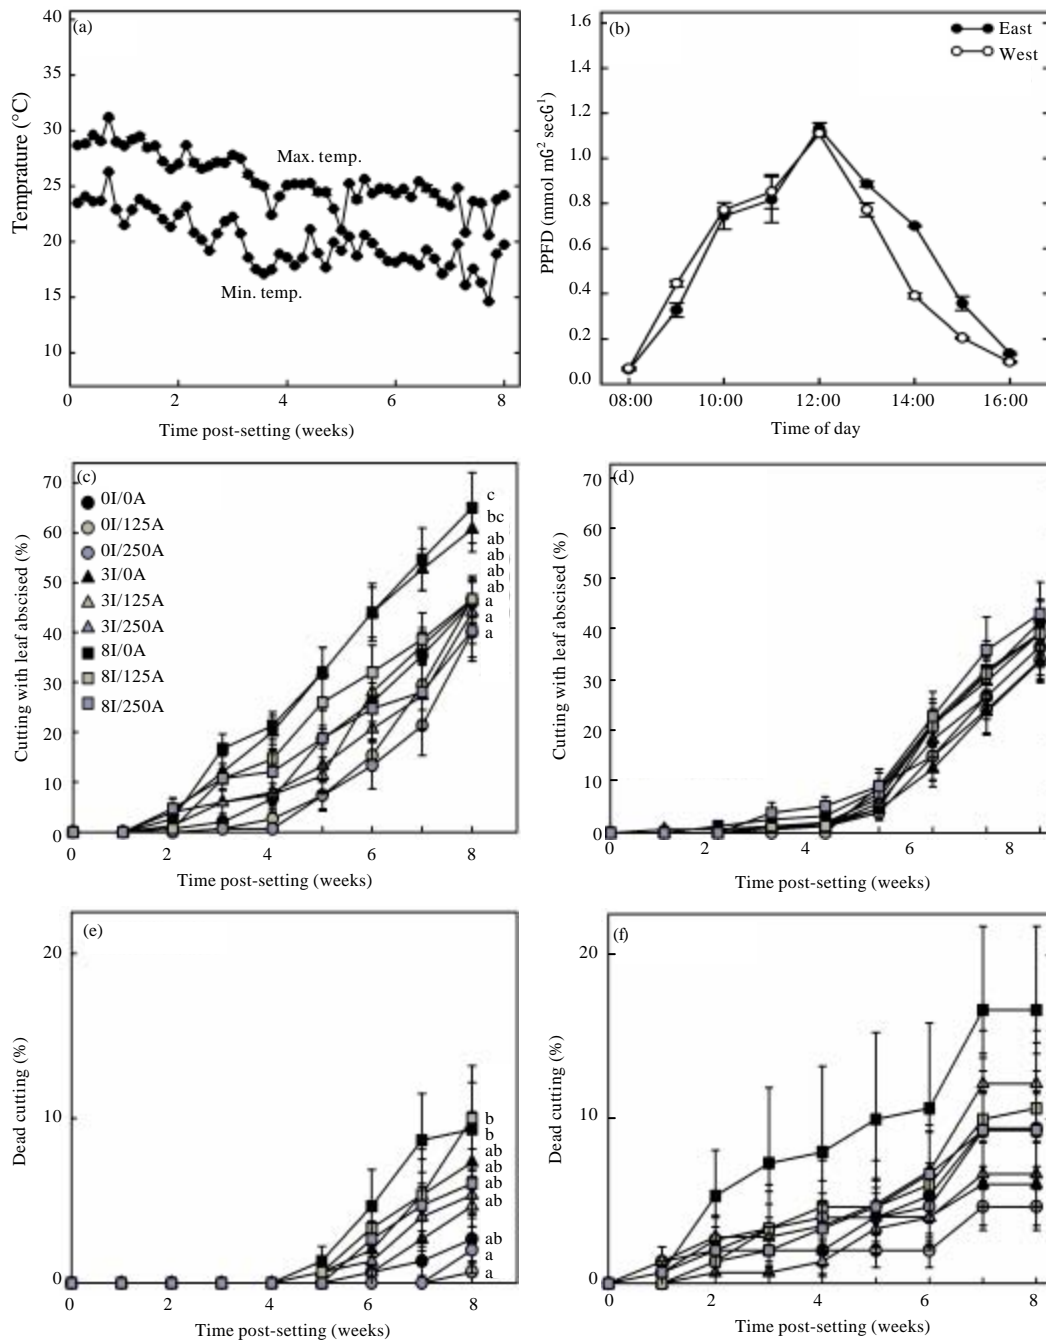 (a)
40
35
30
25
20
15
10
Temprature (°C)
Max. temp.
Min. temp.
0 2 4 6 8
Time post-setting (weeks)
(b)
East
West
1.6
1.4
1.2
1.0
0.8
0.6
0.4
0.2
0.0
PPFD (mmol mG² secG¹)
08:00 10:00 12:00 14:00 16:00
Time of day
(c)
70
60
50
40
30
20
10
0
Cutting with leaf abscised (%)
0I/0A
0I/125A
0I/250A
3I/0A
3I/125A
3I/250A
8I/0A
8I/125A
8I/250A
c
bc
ab
ab
ab
ab
a
a
a
0 2 4 6 8
Time post-setting (weeks)
(d)
70
60
50
40
30
20
10
0
Cutting with leaf abscised (%)
0 2 4 6 8
Time post-setting (weeks)
(e)
20
10
0
Dead cutting (%)
b
b
ab
ab
ab
ab
ab
a
a
0 2 4 6 8
Time post-setting (weeks)
(f)
20
10
0
Dead cutting (%)
0 2 4 6 8
Time post-setting (weeks)